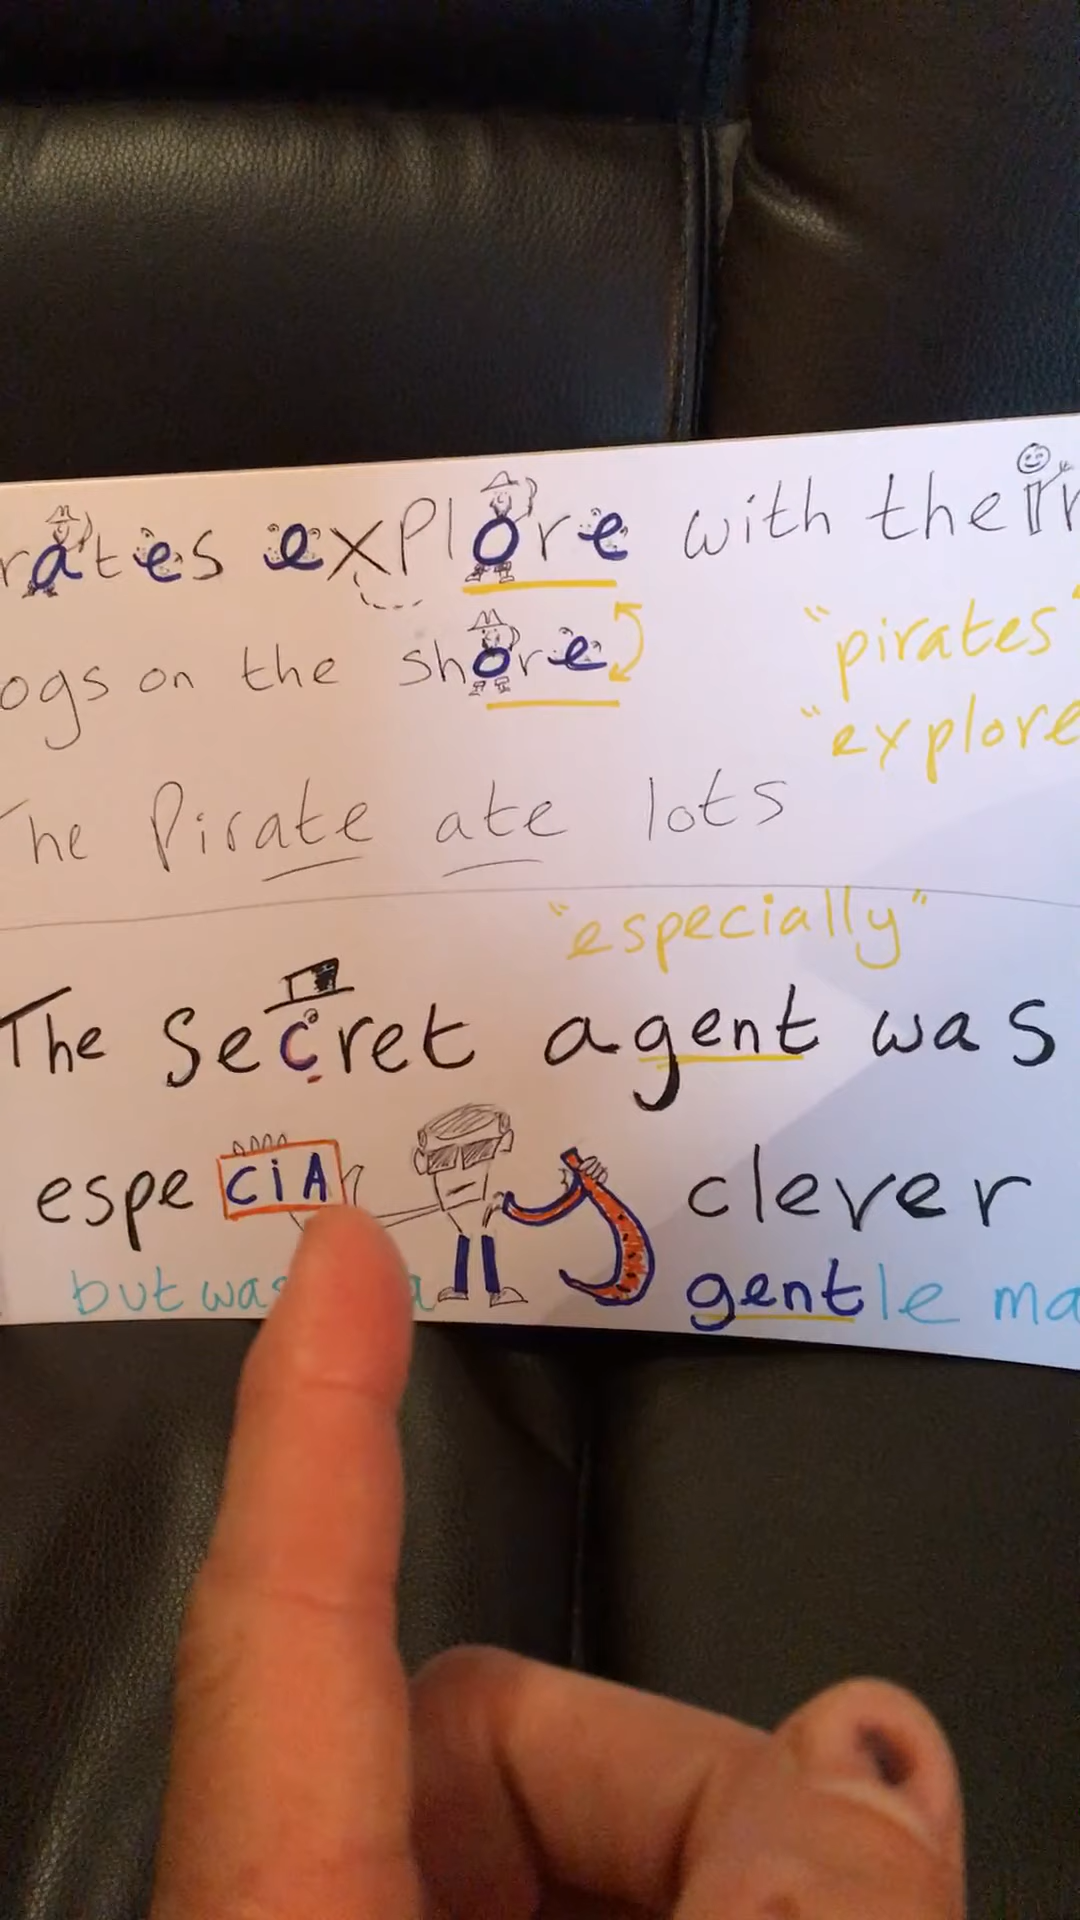 rates explore with their
ogs on the shore
"pirates"
"explore
The Pirate ate lots
"especially"
The Secret agent was
espe CiA clever
but was a gentle ma